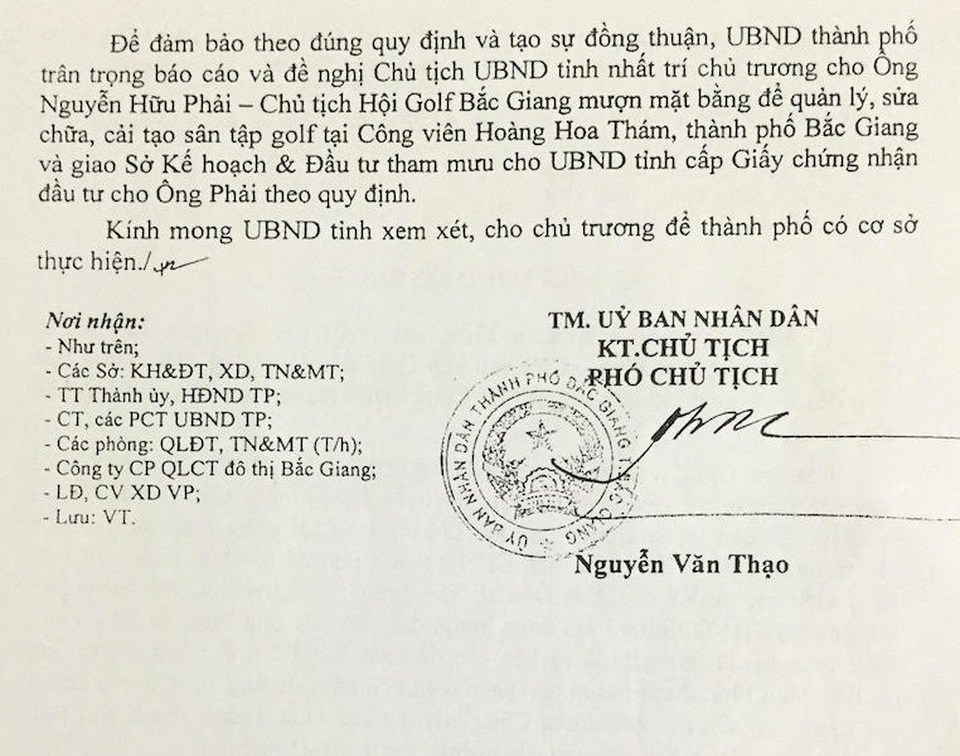 Để đảm bảo theo đúng quy định và tạo sự đồng thuận, UBND thành phố
trân trọng báo cáo và đề nghị Chủ tịch UBND tỉnh nhất trí chủ trương cho Ông
Nguyễn Hữu Phải – Chủ tịch Hội Golf Bắc Giang mượn mặt bằng để quản lý, sửa
chữa, cải tạo sân tập golf tại Công viên Hoàng Hoa Thám, thành phố Bắc Giang
và giao Sở Kế hoạch & Đầu tư tham mưu cho UBND tỉnh cấp Giấy chứng nhận
đầu tư cho Ông Phải theo quy định.
Kính mong UBND tỉnh xem xét, cho chủ trương để thành phố có cơ sở
thực hiện./
Nơi nhận:
- Như trên;
- Các Sở: KH&ĐT, XD, TN&MT;
- TT Thành ủy, HĐND TP;
- CT, các PCT UBND TP;
- Các phòng: QLĐT, TN&MT (T/h);
- Công ty CP QLCT đô thị Bắc Giang;
- LĐ, CV XD VP;
- Lưu: VT.
TM. UỶ BAN NHÂN DÂN
KT.CHỦ TỊCH
PHÓ CHỦ TỊCH
ỦY BAN NHÂN DÂN THÀNH PHỐ BẮC GIANG
Nguyễn Văn Thạo